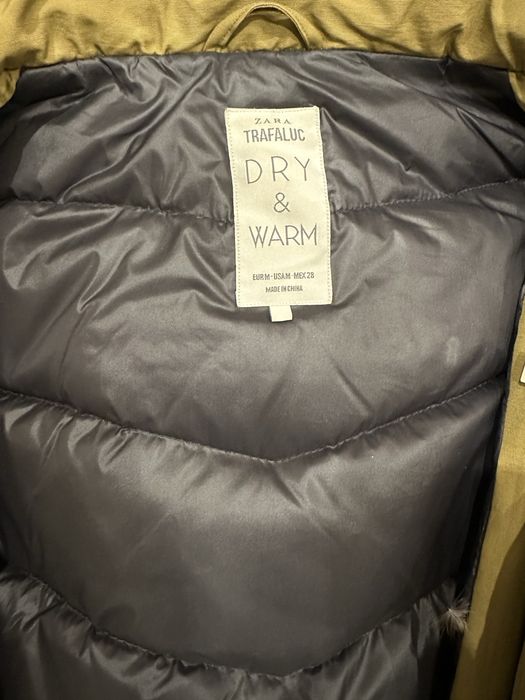 ZARA
TRAFALUC
DRY
&
WARM
EUR M - USA M - MEX 28
MADE IN CHINA